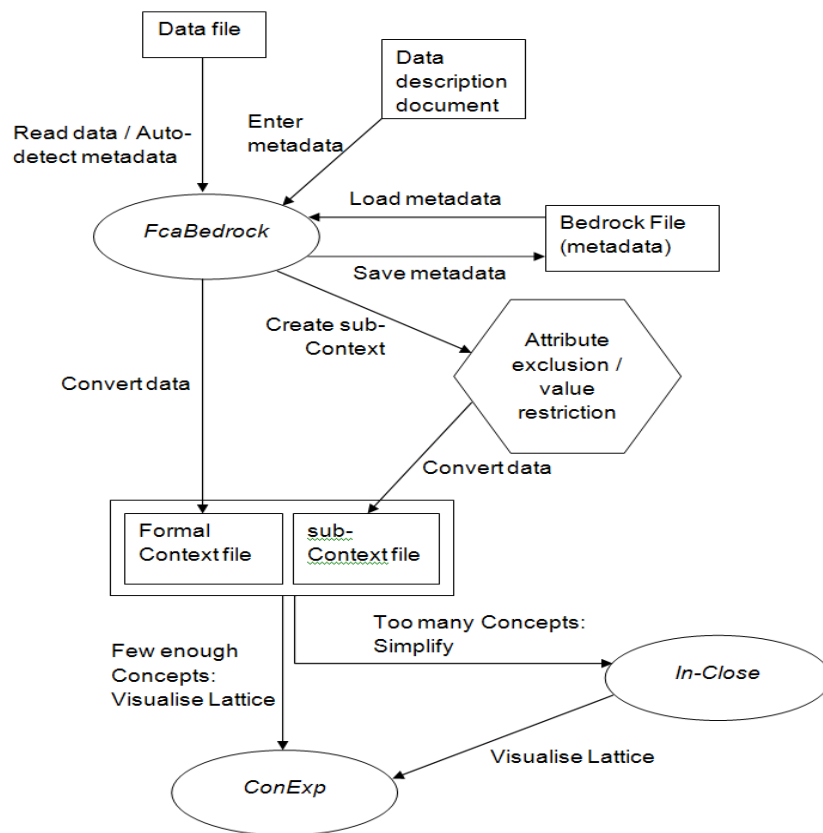 Data file
Data
description
document
Read data / Auto-
detect metadata
Enter
metadata
Load metadata
FcaBedrock
Bedrock File
(metadata)
Save metadata
Create sub-
Context
Attribute
exclusion /
value
restriction
Convert data
Convert data
Formal
Context file
sub-
Context file
Too many Concepts:
Simplify
Few enough
Concepts:
Visualise Lattice
In-Close
Visualise Lattice
ConExp